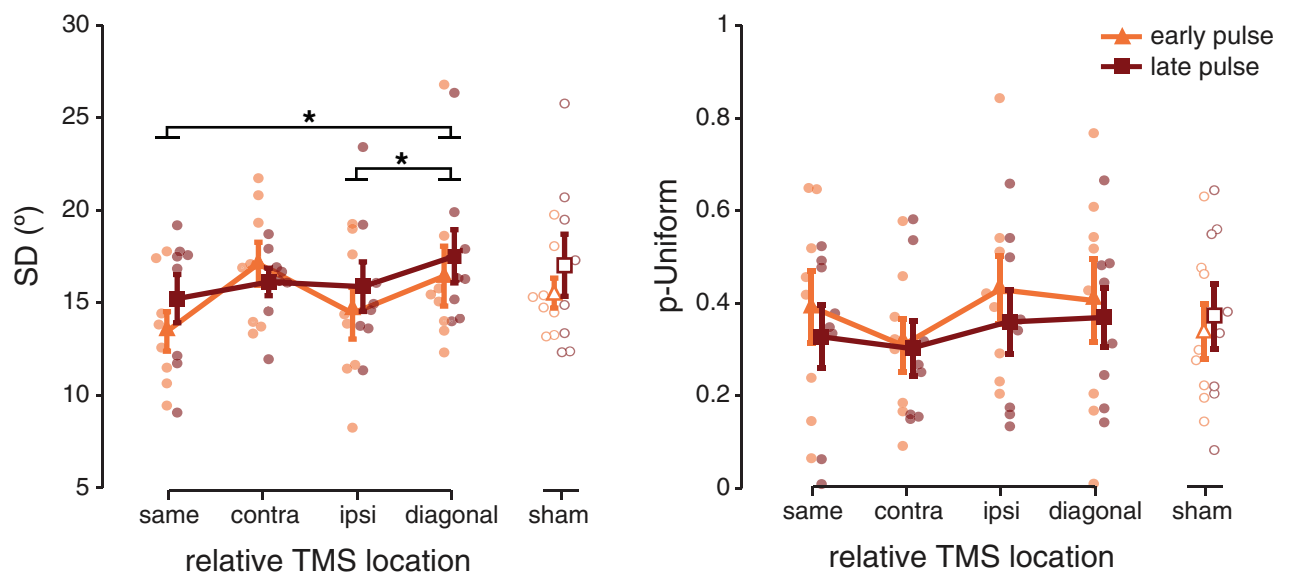 30
25
20
15
10
5
SD (º)
*
*
same contra ipsi diagonal sham
relative TMS location
1
0.8
0.6
0.4
0.2
0
p-Uniform
early pulse
late pulse
same contra ipsi diagonal sham
relative TMS location